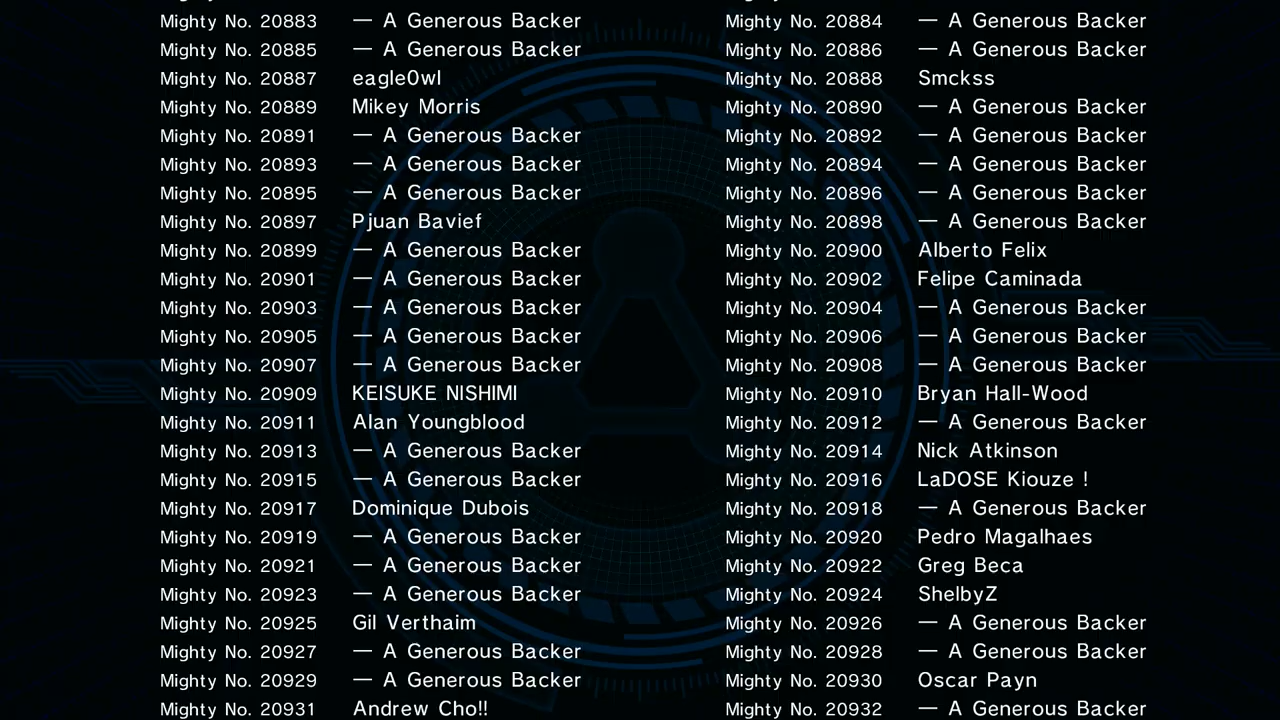 Mighty No. 20883 — A Generous Backer Mighty No. 20884 — A Generous Backer
Mighty No. 20885 — A Generous Backer Mighty No. 20886 — A Generous Backer
Mighty No. 20887 eagle0wl Mighty No. 20888 Smckss
Mighty No. 20889 Mikey Morris Mighty No. 20890 — A Generous Backer
Mighty No. 20891 — A Generous Backer Mighty No. 20892 — A Generous Backer
Mighty No. 20893 — A Generous Backer Mighty No. 20894 — A Generous Backer
Mighty No. 20895 — A Generous Backer Mighty No. 20896 — A Generous Backer
Mighty No. 20897 Pjuan Bavief Mighty No. 20898 — A Generous Backer
Mighty No. 20899 — A Generous Backer Mighty No. 20900 Alberto Felix
Mighty No. 20901 — A Generous Backer Mighty No. 20902 Felipe Caminada
Mighty No. 20903 — A Generous Backer Mighty No. 20904 — A Generous Backer
Mighty No. 20905 — A Generous Backer Mighty No. 20906 — A Generous Backer
Mighty No. 20907 — A Generous Backer Mighty No. 20908 — A Generous Backer
Mighty No. 20909 KEISUKE NISHIMI Mighty No. 20910 Bryan Hall-Wood
Mighty No. 20911 Alan Youngblood Mighty No. 20912 — A Generous Backer
Mighty No. 20913 — A Generous Backer Mighty No. 20914 Nick Atkinson
Mighty No. 20915 — A Generous Backer Mighty No. 20916 LaDOSE Kiouze !
Mighty No. 20917 Dominique Dubois Mighty No. 20918 — A Generous Backer
Mighty No. 20919 — A Generous Backer Mighty No. 20920 Pedro Magalhaes
Mighty No. 20921 — A Generous Backer Mighty No. 20922 Greg Beca
Mighty No. 20923 — A Generous Backer Mighty No. 20924 ShelbyZ
Mighty No. 20925 Gil Verthaim Mighty No. 20926 — A Generous Backer
Mighty No. 20927 — A Generous Backer Mighty No. 20928 — A Generous Backer
Mighty No. 20929 — A Generous Backer Mighty No. 20930 Oscar Payn
Mighty No. 20931 Andrew Cho!! Mighty No. 20932 — A Generous Backer